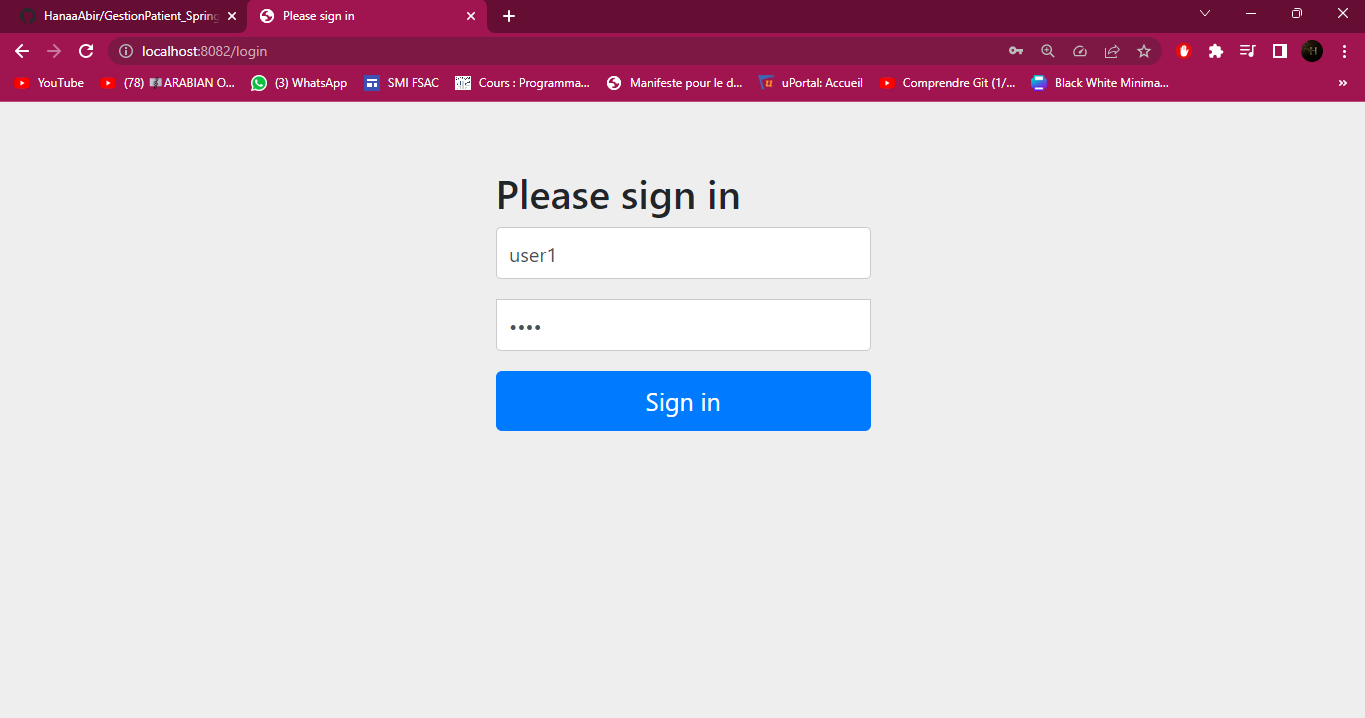 HanaaAbir/GestionPatient_Spring
Please sign in
localhost:8082/login
YouTube
(78) ARABIAN O...
(3) WhatsApp
SMI FSAC
Cours : Programma...
Manifeste pour le d...
uPortal: Accueil
Comprendre Git (1/...
Black White Minima...
»
Please sign in
user1
••••
Sign in